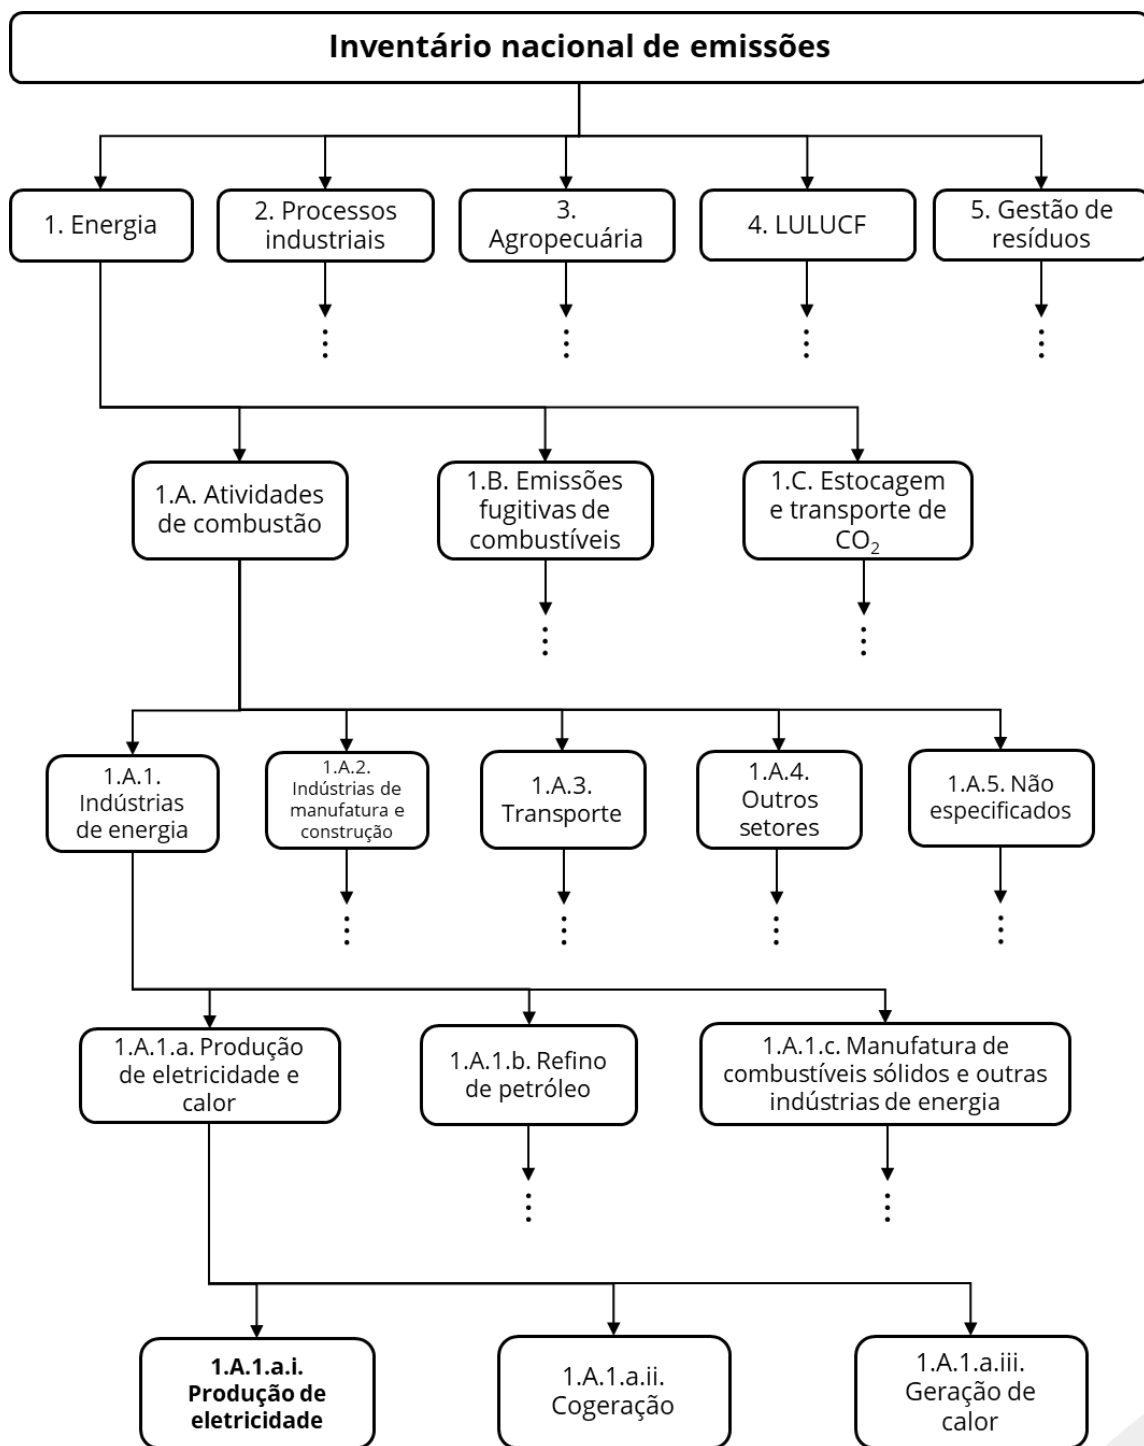 Inventário nacional de emissões
1. Energia
2. Processos
industriais
3.
Agropecuária
4. LULUCF
5. Gestão de
resíduos
1.A. Atividades
de combustão
1.B. Emissões
fugitivas de
combustíveis
1.C. Estocagem
e transporte de
CO₂
1.A.1.
Indústrias
de energia
1.A.2.
Indústrias de
manufatura e
construção
1.A.3.
Transporte
1.A.4.
Outros
setores
1.A.5. Não
especificados
1.A.1.a. Produção
de eletricidade e
calor
1.A.1.b. Refino
de petróleo
1.A.1.c. Manufatura de
combustíveis sólidos e outras
indústrias de energia
1.A.1.a.i.
Produção de
eletricidade
1.A.1.a.ii.
Cogeração
1.A.1.a.iii.
Geração de
calor